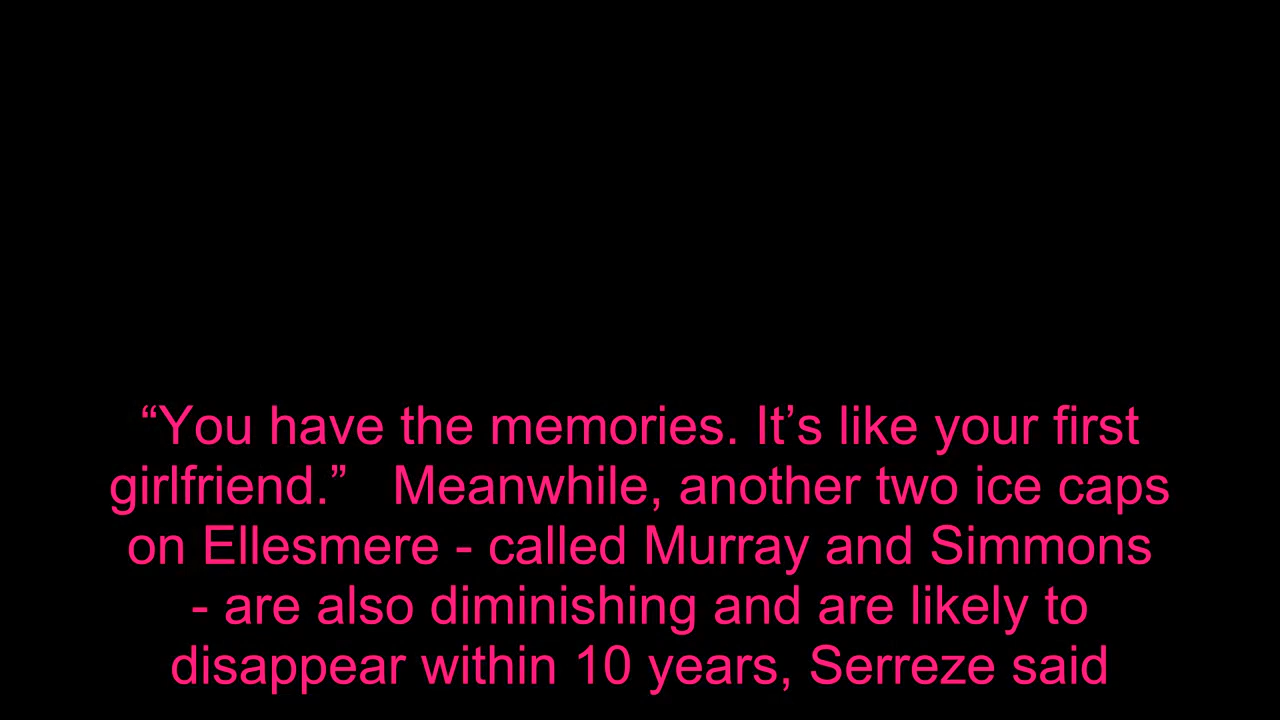 “You have the memories. It’s like your first
girlfriend.”   Meanwhile, another two ice caps
on Ellesmere - called Murray and Simmons
- are also diminishing and are likely to
disappear within 10 years, Serreze said